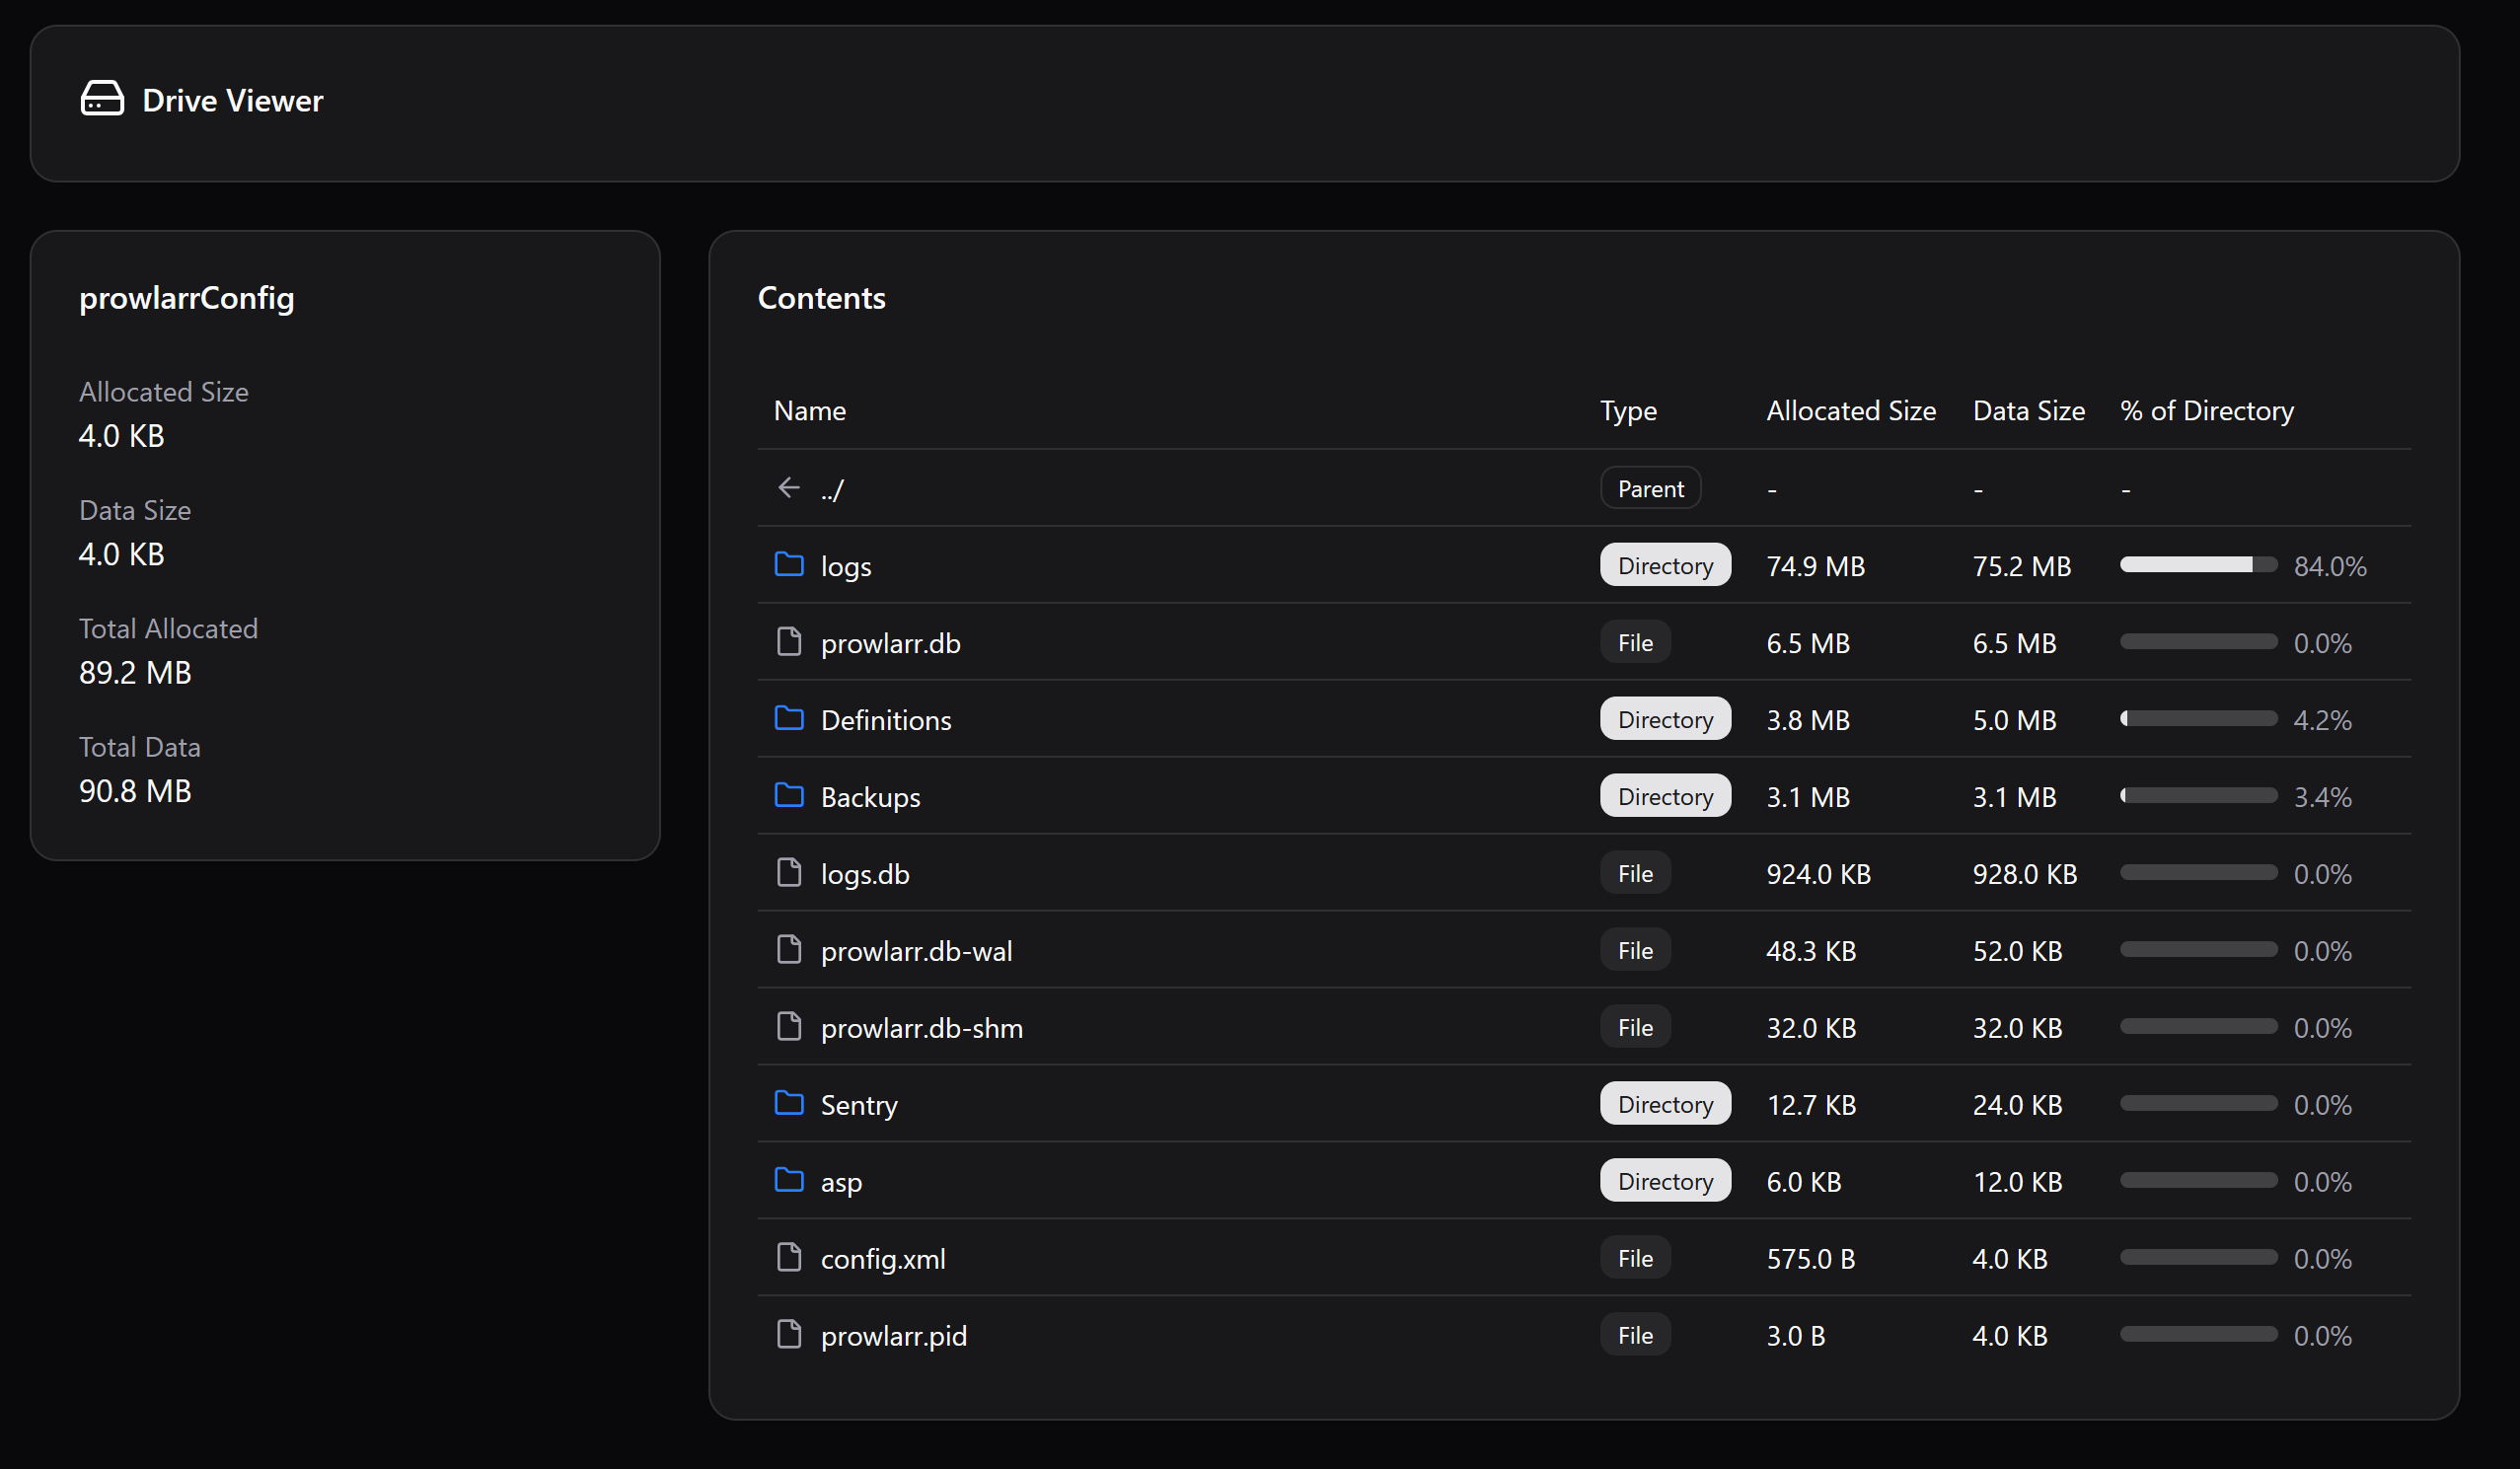 Drive Viewer
prowlarrConfig
Allocated Size
4.0 KB
Data Size
4.0 KB
Total Allocated
89.2 MB
Total Data
90.8 MB
Contents
Name Type Allocated Size Data Size % of Directory
../ Parent - - -
logs Directory 74.9 MB 75.2 MB 84.0%
prowlarr.db File 6.5 MB 6.5 MB 0.0%
Definitions Directory 3.8 MB 5.0 MB 4.2%
Backups Directory 3.1 MB 3.1 MB 3.4%
logs.db File 924.0 KB 928.0 KB 0.0%
prowlarr.db-wal File 48.3 KB 52.0 KB 0.0%
prowlarr.db-shm File 32.0 KB 32.0 KB 0.0%
Sentry Directory 12.7 KB 24.0 KB 0.0%
asp Directory 6.0 KB 12.0 KB 0.0%
config.xml File 575.0 B 4.0 KB 0.0%
prowlarr.pid File 3.0 B 4.0 KB 0.0%